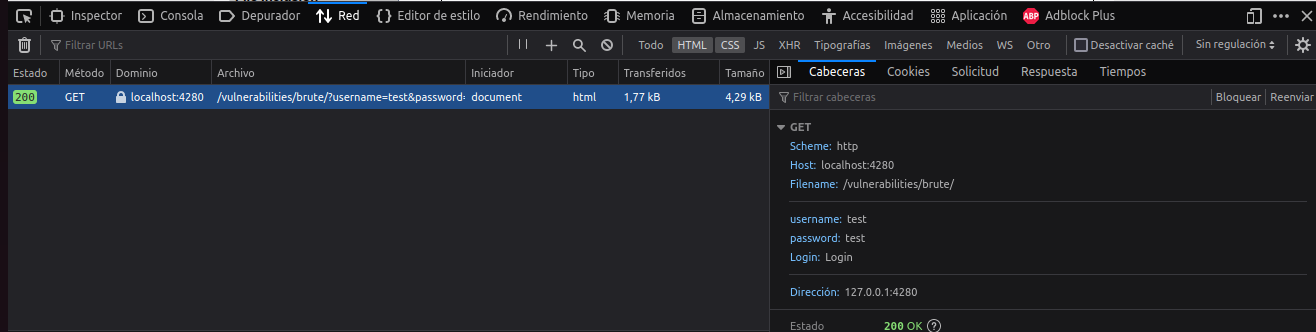 Inspector Consola Depurador Red Editor de estilo Rendimiento Memoria Almacenamiento Accesibilidad Aplicación ABP Adblock Plus
Filtrar URLs Todo HTML CSS JS XHR Tipografías Imágenes Medios WS Otro Desactivar caché Sin regulación
Estado Método Dominio Archivo Iniciador Tipo Transferidos Tamaño
200 GET localhost:4280 /vulnerabilities/brute/?username=test&password= document html 1,77 kB 4,29 kB
Cabeceras Cookies Solicitud Respuesta Tiempos
Filtrar cabeceras Bloquear Reenviar
GET
Scheme: http
Host: localhost:4280
Filename: /vulnerabilities/brute/
username: test
password: test
Login: Login
Dirección: 127.0.0.1:4280
Estado 200 OK ?